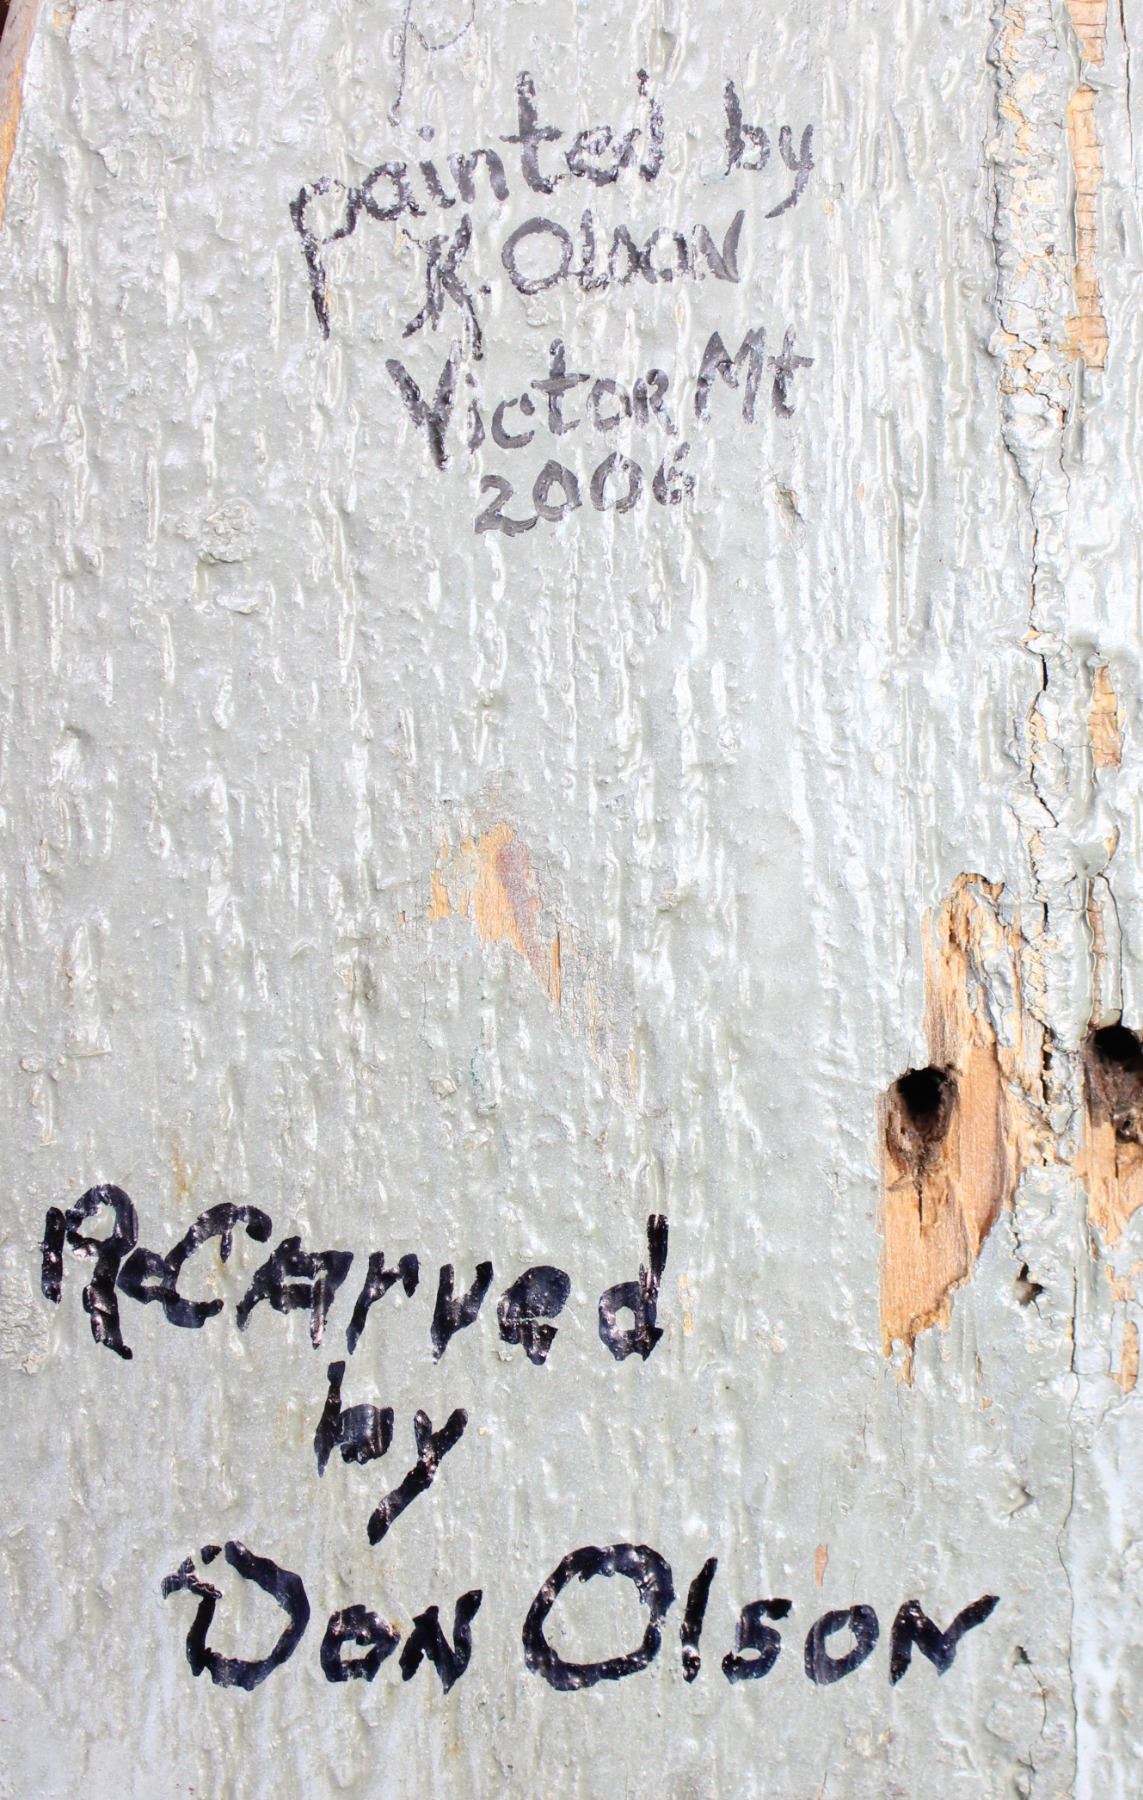 painted by
K. Olson
Victor Mt
2006
ReCarved
by
Don Olson